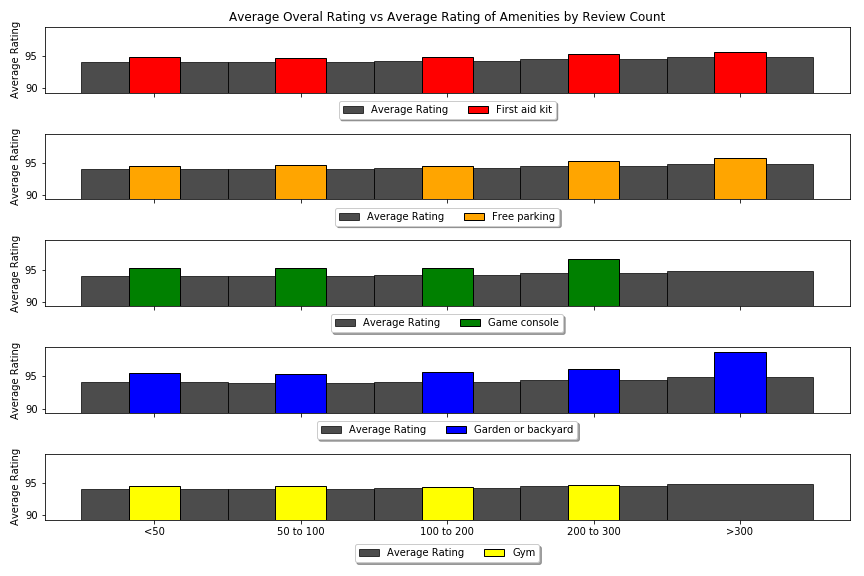 Average Overal Rating vs Average Rating of Amenities by Review Count
Average Rating
95
90
Average Rating First aid kit
Average Rating
95
90
Average Rating Free parking
Average Rating
95
90
Average Rating Game console
Average Rating
95
90
Average Rating Garden or backyard
Average Rating
95
90
<50 50 to 100 100 to 200 200 to 300 >300
Average Rating Gym